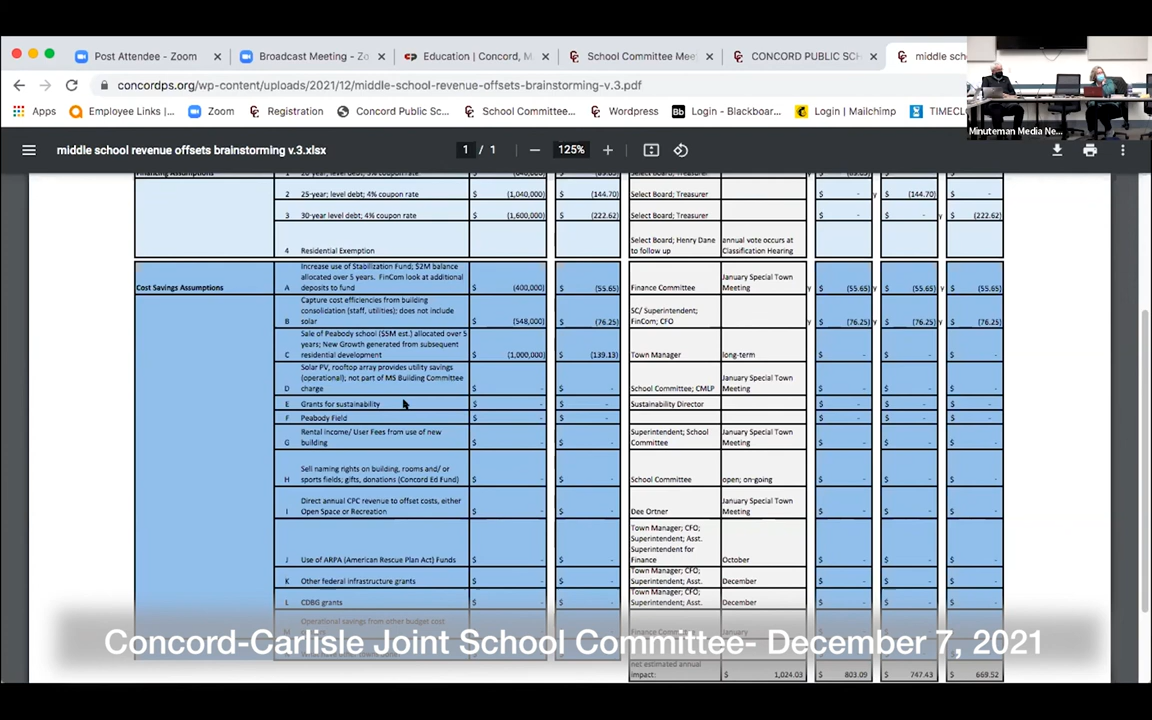 Post Attendee - Zoom
Broadcast Meeting - Zo
Education | Concord, M
School Committee Mee
CONCORD PUBLIC SCH
middle scho
concordps.org/wp-content/uploads/2021/12/middle-school-revenue-offsets-brainstorming-v.3.pdf
Apps Employee Links |... Zoom Registration Concord Public Sc... School Committee... Wordpress Bb Login - Blackboar... Login | Mailchimp TIMECL
Minuteman Media Ne...
middle school revenue offsets brainstorming v.3.xlsx 1 / 1 125%
2 25-year; level debt; 4% coupon rate $ (1,040,000) $ (144.70) Select Board; Treasurer $ - y $ (144.70) $ -
3 30-year level debt; 4% coupon rate $ (1,600,000) $ (222.62) Select Board; Treasurer $ - $ - y $ (222.62)
4 Residential Exemption
Select Board; Henry Dane to follow up
annual vote occurs at Classification Hearing
Cost Savings Assumptions
A Increase use of Stabilization Fund; $2M balance
allocated over 5 years. FinCom look at additional
deposits to fund $ (400,000) $ (55.65) Finance Committee January Special Town Meeting y $ (55.65) y $ (55.65) y $ (55.65)
B Capture cost efficiencies from building
consolidation (staff, utilities); does not include
solar $ (548,000) $ (76.25) SC/ Superintendent; FinCom; CFO y $ (76.25) y $ (76.25) y $ (76.25)
C Sale of Peabody school ($5M est.) allocated over 5
years; New Growth generated from subsequent
residential development $ (1,000,000) $ (139.13) Town Manager long-term $ - $ - $ -
D Solar PV, rooftop array provides utility savings
(operational); not part of MS Building Committee
charge $ - $ - School Committee; CMLP January Special Town Meeting $ - $ - $ -
E Grants for sustainability $ - $ - Sustainability Director $ - $ - $ -
F Peabody Field $ - $ - $ - $ - $ -
G Rental income/ User Fees from use of new
building $ - $ - Superintendent; School Committee January Special Town Meeting $ - $ - $ -
H Sell naming rights on building, rooms and/ or
sports fields; gifts, donations (Concord Ed Fund) $ - $ - School Committee open; on-going $ - $ - $ -
I Direct annual CPC revenue to offset costs, either
Open Space or Recreation $ - $ - Dee Ortner January Special Town Meeting $ - $ - $ -
J Use of ARPA (American Rescue Plan Act) Funds $ - $ - Town Manager; CFO; Superintendent; Asst. Superintendent for Finance October $ - $ - $ -
K Other federal infrastructure grants $ - $ - Town Manager; CFO; Superintendent; Asst. December $ - $ - $ -
L CDBG grants $ - $ - Town Manager; CFO; Superintendent; Asst. December $ - $ - $ -
Operational savings from other budget cost
Finance Comm January
Concord-Carlisle Joint School Committee- December 7, 2021
net estimated annual
impact: 1,024.03 $ 803.09 $ 747.43 $ 669.52